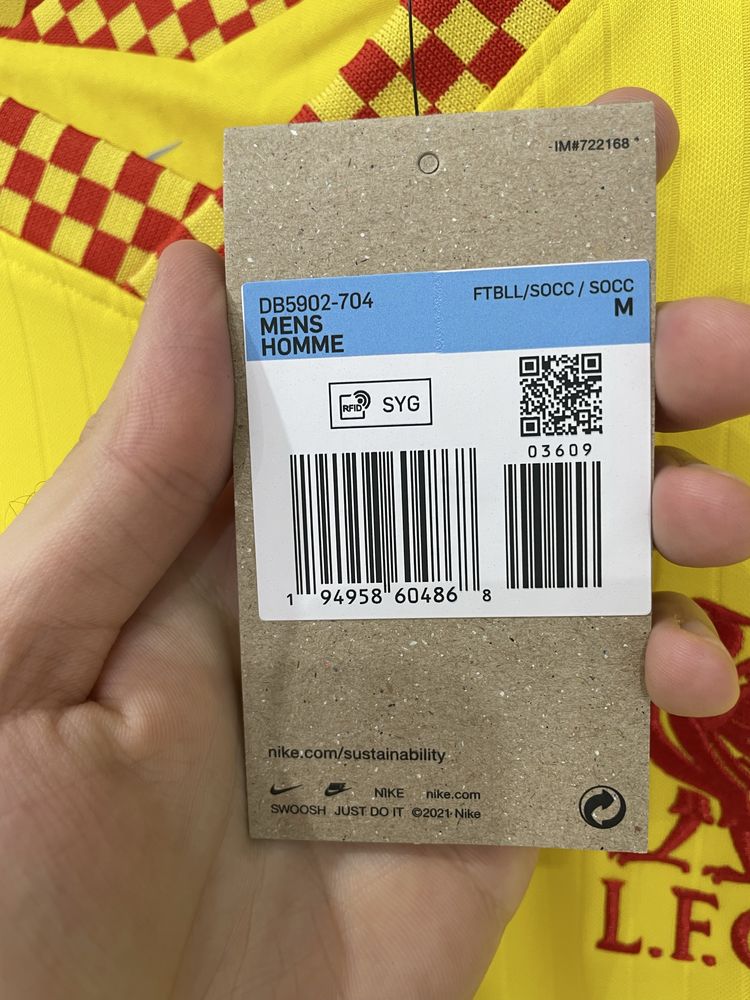 -IM#722168 *
DB5902-704
FTBLL/SOCC / SOCC
MENS
M
HOMME
RFID
SYG
03609
1 94958 60486 8
nike.com/sustainability
NIKE nike.com
SWOOSH JUST DO IT ©2021 Nike
L.F.